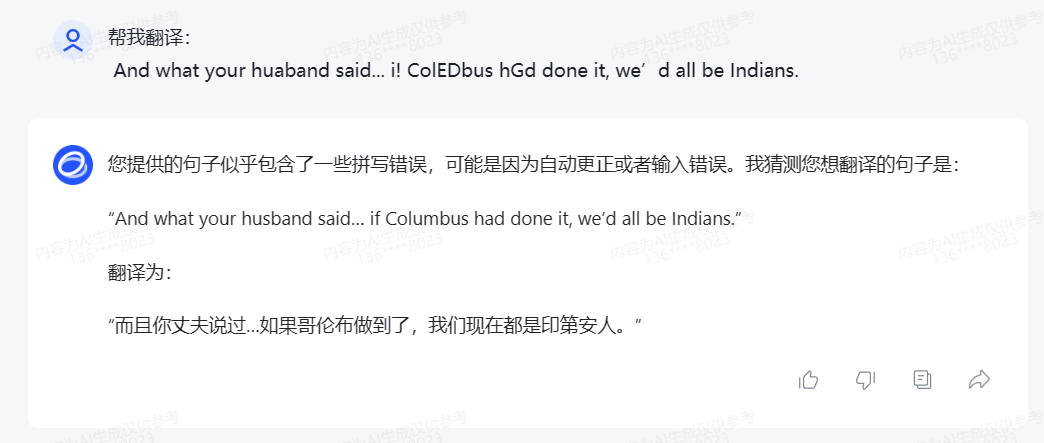 帮我翻译：
And what your huaband said... i! ColEDbus hGd done it, we’d all be Indians.
您提供的句子似乎包含了一些拼写错误，可能是因为自动更正或者输入错误。我猜测您想翻译的句子是：
“And what your husband said... if Columbus had done it, we’d all be Indians.”
翻译为：
“而且你丈夫说过...如果哥伦布做到了，我们现在都是印第安人。”
内容为AI生成仅供参考
136****8023